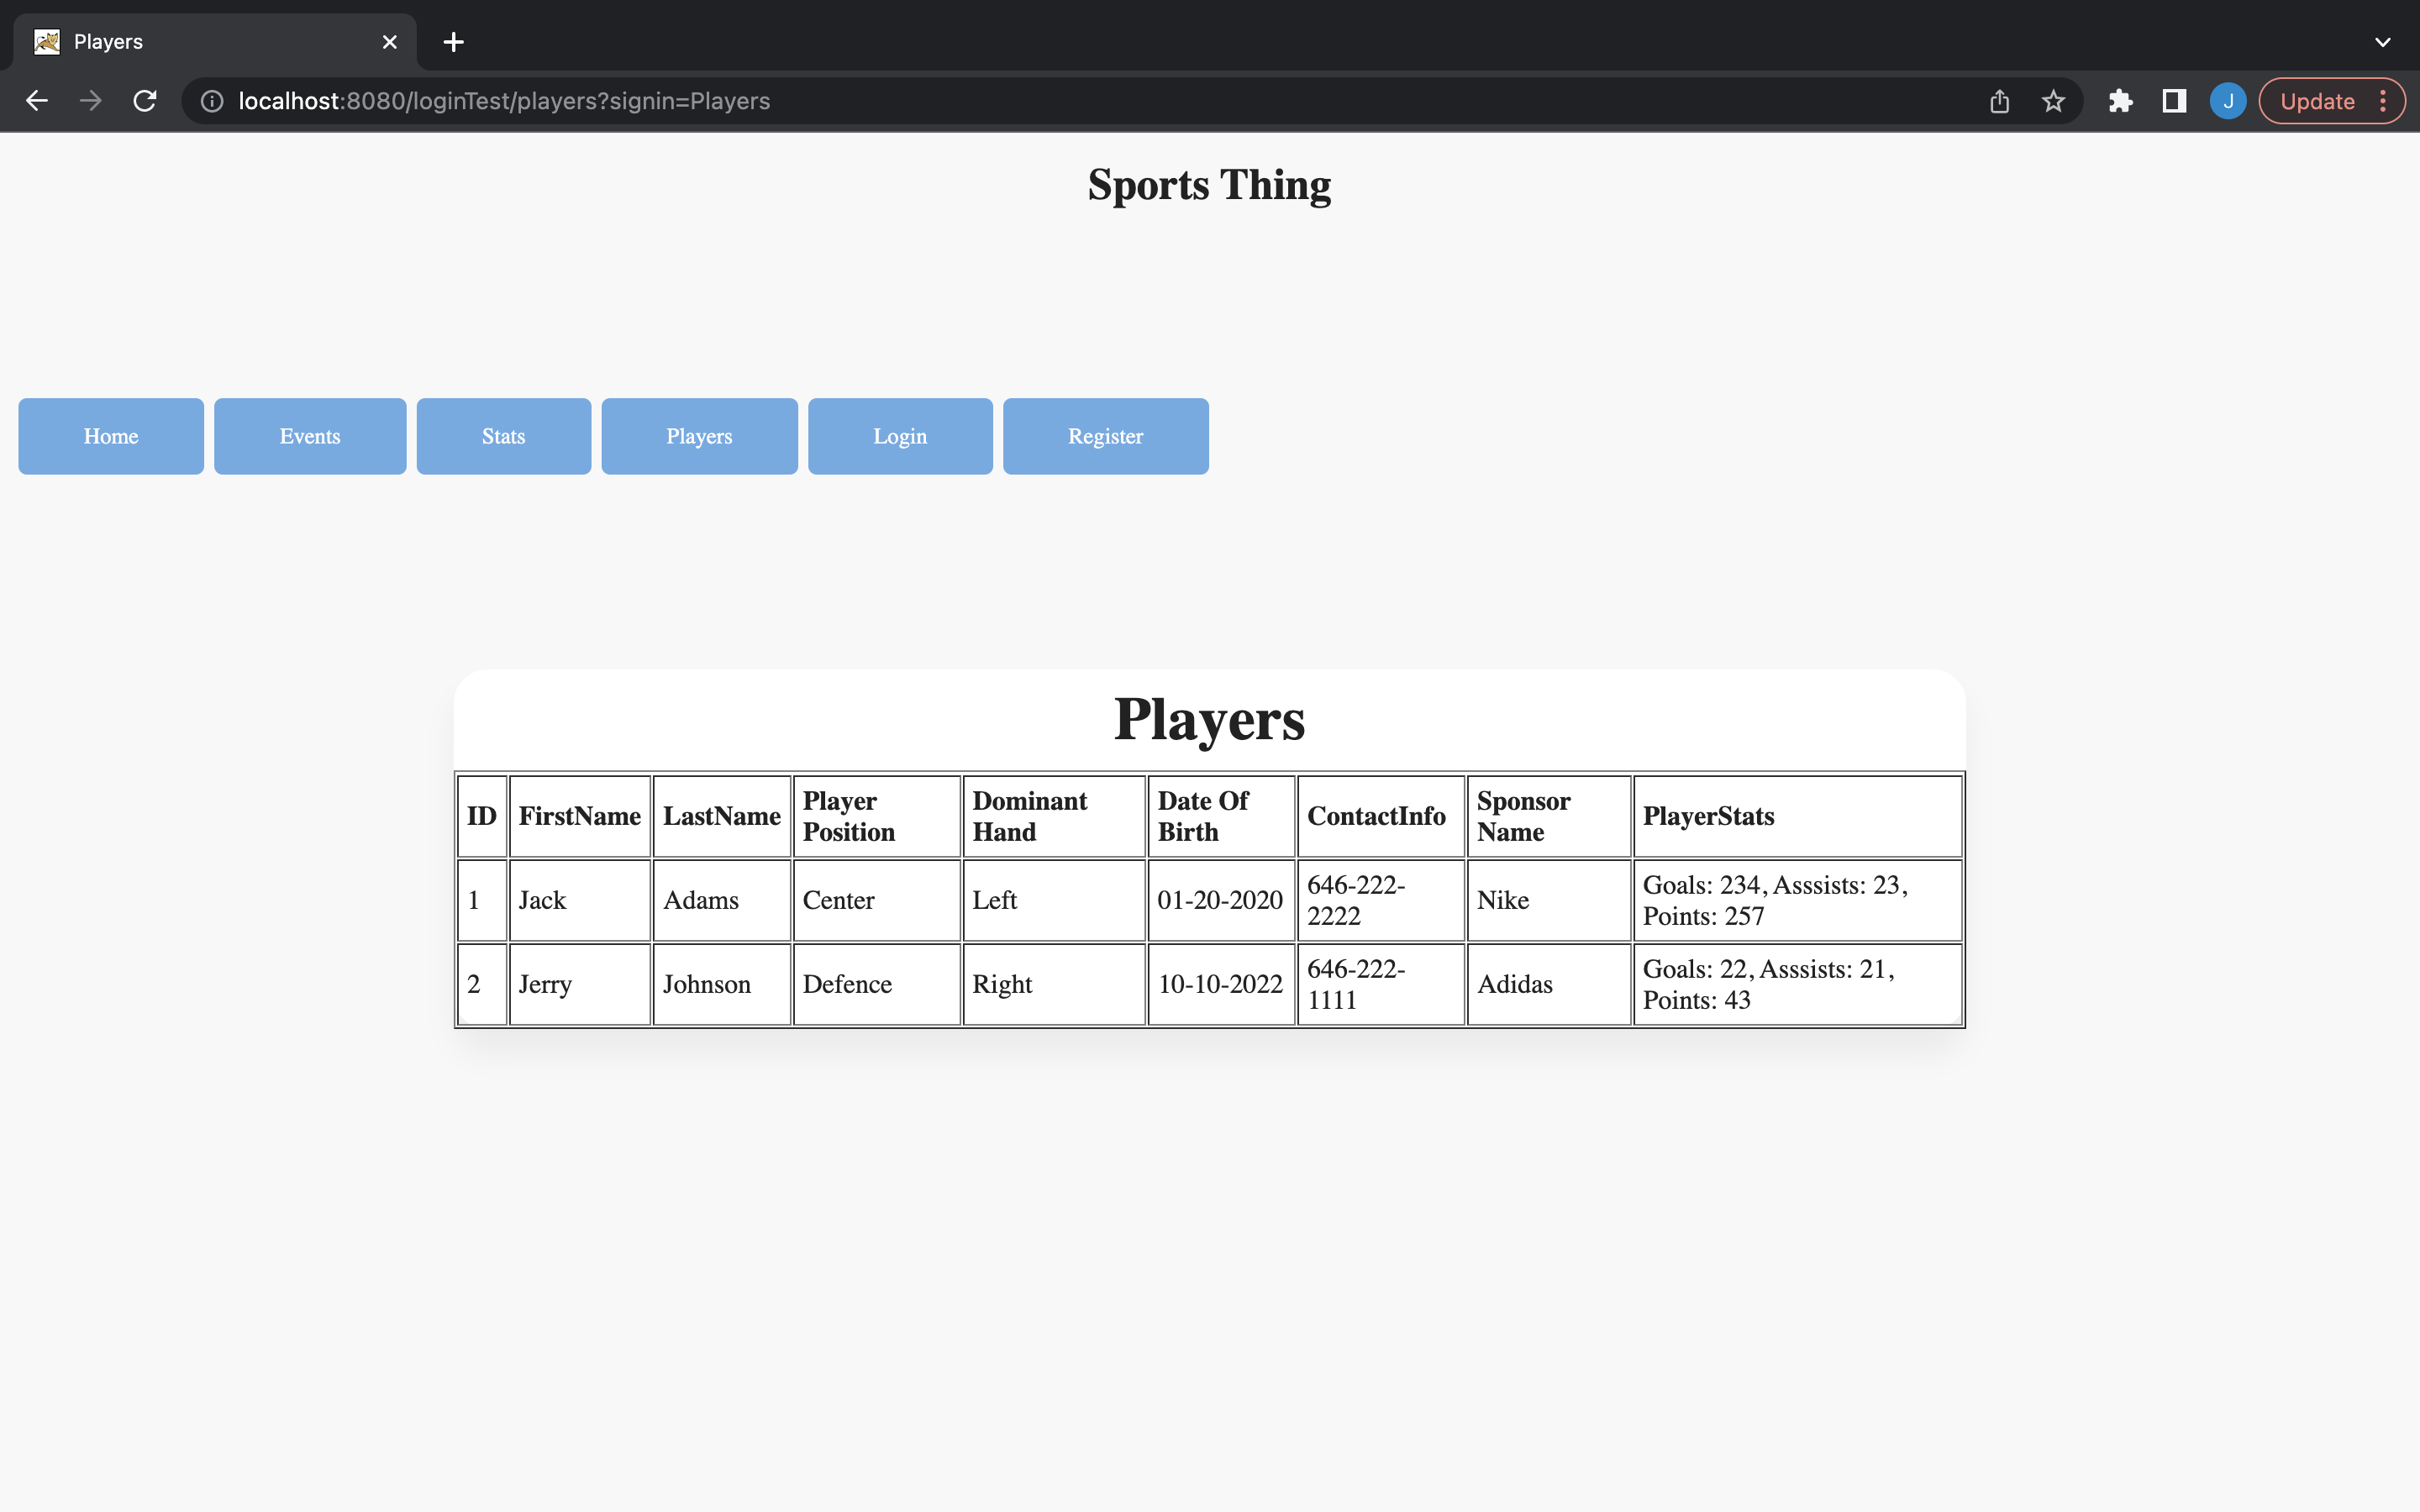 Players
localhost:8080/loginTest/players?signin=Players
J
Update
Sports Thing
Home Events Stats Players Login Register
Players
ID FirstName LastName Player Position Dominant Hand Date Of Birth ContactInfo Sponsor Name PlayerStats
1 Jack Adams Center Left 01-20-2020 646-222-2222 Nike Goals: 234, Asssists: 23, Points: 257
2 Jerry Johnson Defence Right 10-10-2022 646-222-1111 Adidas Goals: 22, Asssists: 21, Points: 43